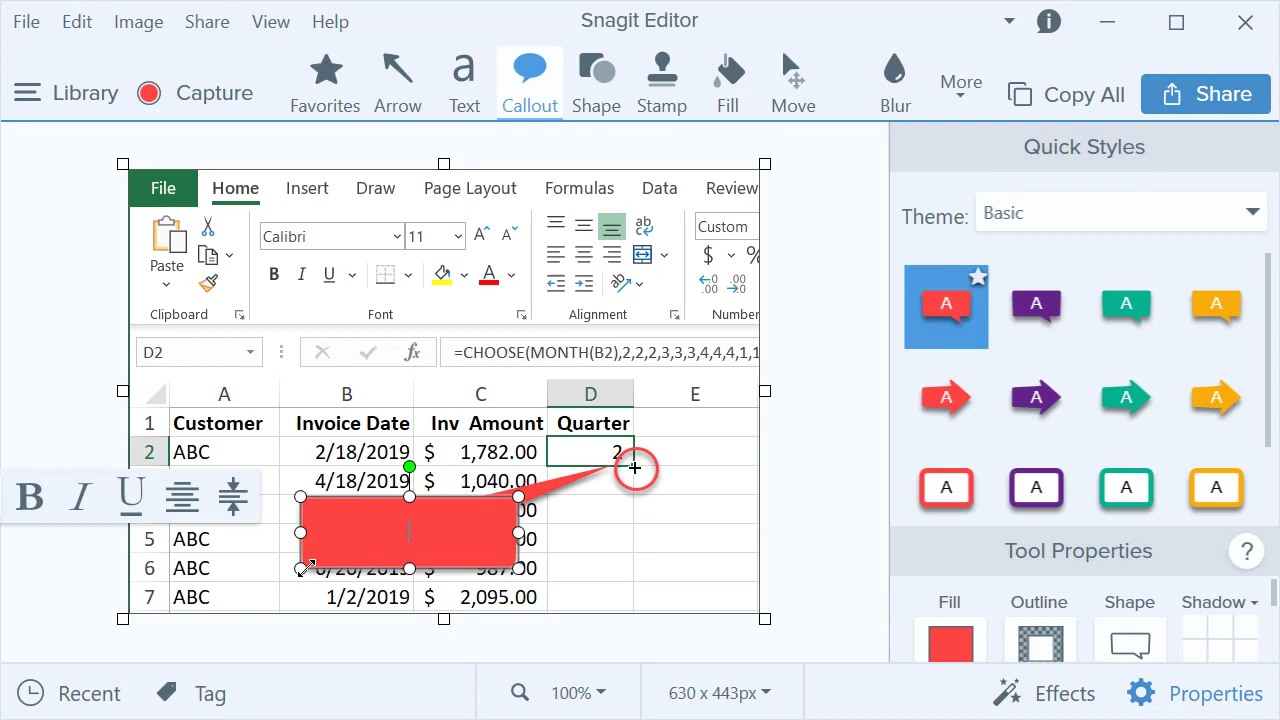 File Edit Image Share View Help Snagit Editor
Library Capture Favorites Arrow Text Callout Shape Stamp Fill Move Blur More Copy All Share
Quick Styles
Theme: Basic
A A A A
A A A A
A A A A
Tool Properties ?
Fill Outline Shape Shadow
File Home Insert Draw Page Layout Formulas Data Review
Paste Calibri 11 ab Custom
B I U A $ %
Clipboard Font Alignment Number
D2 fx =CHOOSE(MONTH(B2),2,2,2,3,3,3,4,4,4,1,1
A B C D E
1 Customer Invoice Date Inv Amount Quarter
2 ABC 2/18/2019 $ 1,782.00 2
4/18/2019 $ 1,040.00
B I U
5 ABC
6 ABC
7 ABC 1/2/2019 $ 2,095.00
Recent Tag 100% 630 x 443px Effects Properties